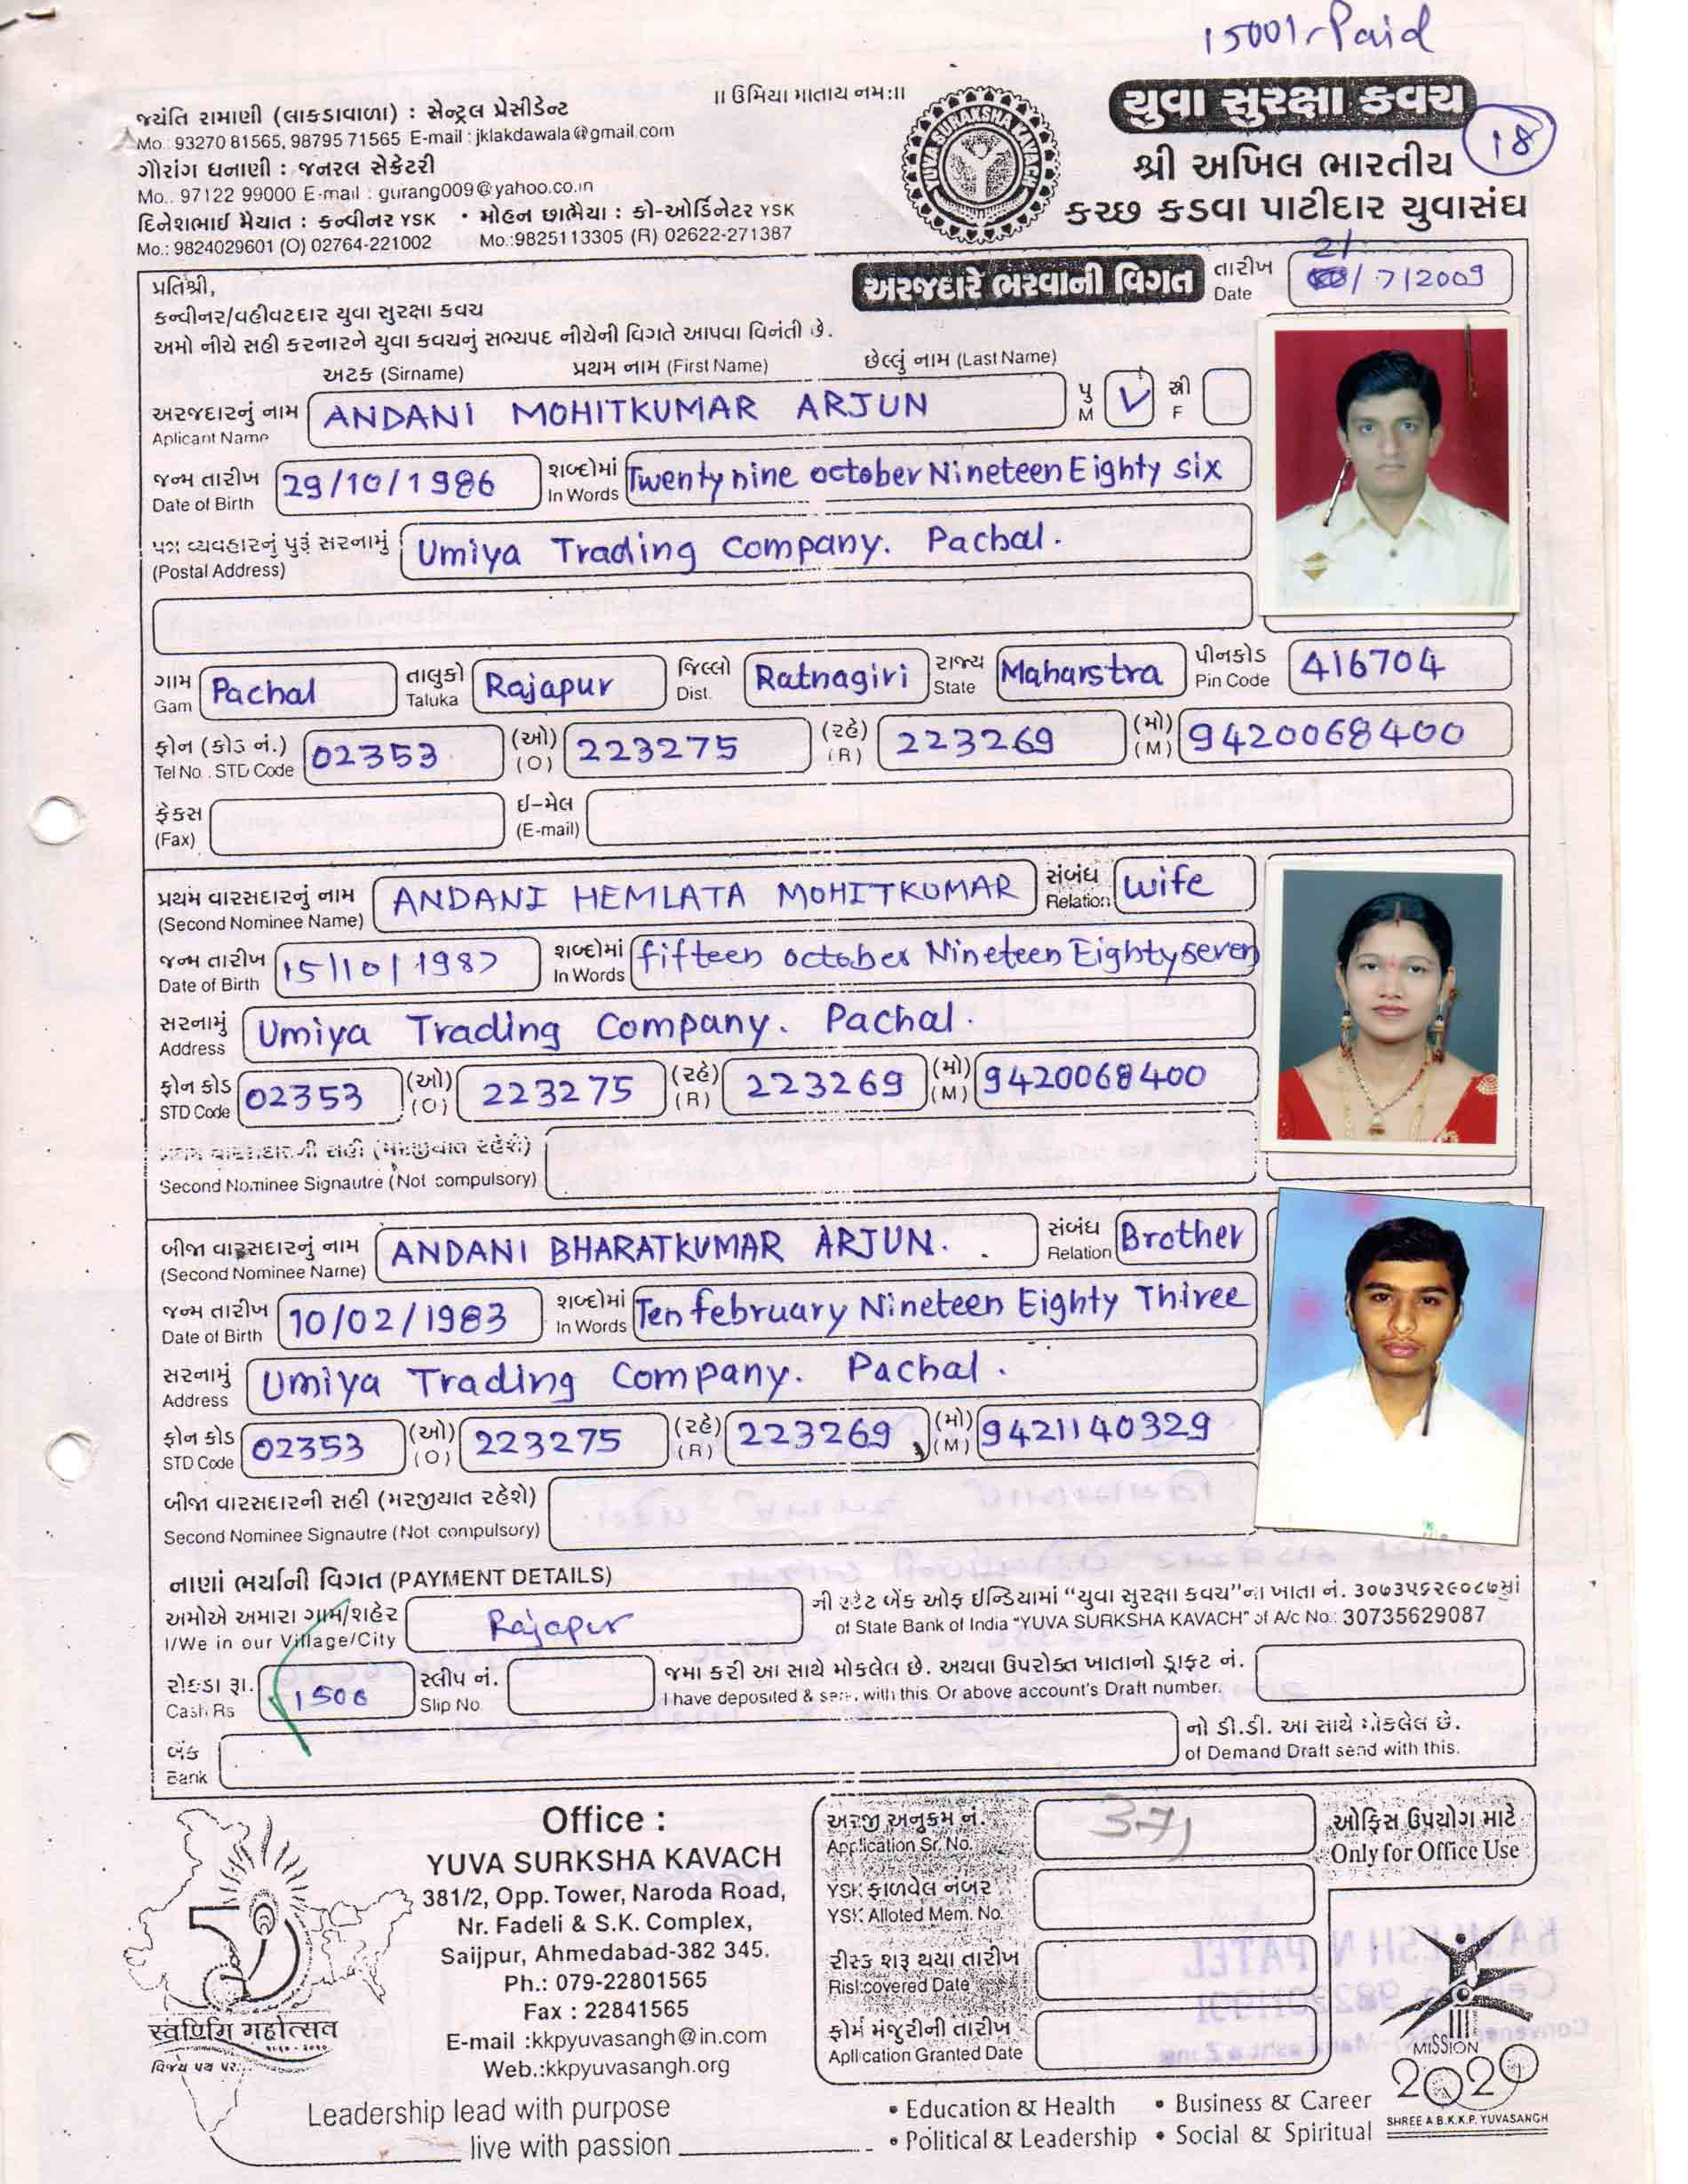 1500/- Paid
।। ઉમિયા માતાય નમ:।।
જયંતિ રામાણી (લાકડાવાળા) : સેન્ટ્રલ પ્રેસીડેન્ટ
Mo.: 93270 81565, 98795 71565 E-mail : jklakdawala@gmail.com
ગૌરાંગ ધનાણી : જનરલ સેક્રેટરી
Mo.. 97122 99000 E-mail : gurang009@yahoo.co.in
દિનેશભાઈ મૈયાત : કન્વીનર YSK • મોહન છાભૈયા : કો-ઓર્ડિનેટર YSK
Mo.: 9824029601 (O) 02764-221002 Mo.:9825113305 (R) 02622-271387
YUVA SURAKSHA KAVACH
યુવા સુરક્ષા કવચ
18
શ્રી અખિલ ભારતીય
કચ્છ કડવા પાટીદાર યુવાસંઘ
અરજદારે ભરવાની વિગત
તારીખ Date 21/7/2009
પ્રતિશ્રી,
કન્વીનર/વહીવટદાર યુવા સુરક્ષા કવચ
અમો નીચે સહી કરનારને યુવા કવચનું સભ્યપદ નીચેની વિગતે આપવા વિનંતી છે.
અટક (Sirname) પ્રથમ નામ (First Name) છેલ્લું નામ (Last Name)
અરજદારનું નામ ANDANI MOHITKUMAR ARJUN પુ M ✓ સ્ત્રી F
Aplicant Name
જન્મ તારીખ 29/10/1986 શબ્દોમાં Twenty nine october Nineteen Eighty six
Date of Birth In Words
પત્ર વ્યવહારનું પુરૂં સરનામું Umiya Trading Company. Pachal.
(Postal Address)
ગામ Pachal તાલુકો Rajapur જિલ્લો Ratnagiri રાજ્ય Maharstra પીનકોડ 416704
Gam Taluka Dist. State Pin Code
ફોન (કોડ નં.) 02353 (ઓ) 223275 (રહે) 223269 (મો) 9420068400
Tel No. STD Code (O) (R) (M)
ફેકસ ઈ-મેલ
(Fax) (E-mail)
પ્રથમ વારસદારનું નામ ANDANI HEMLATA MOHITKUMAR સંબંધ wife
(Second Nominee Name) Relation
જન્મ તારીખ 15/10/1987 શબ્દોમાં fifteen october Nineteen Eighty seven
Date of Birth In Words
સરનામું Umiya Trading Company. Pachal.
Address
ફોન કોડ 02353 (ઓ) 223275 (રહે) 223269 (મો) 9420068400
STD Code (O) (R) (M)
પ્રથમ વારસદારની સહી (મરજીયાત રહેશે)
Second Nominee Signautre (Not compulsory)
બીજા વારસદારનું નામ ANDANI BHARATKUMAR ARJUN. સંબંધ Brother
(Second Nominee Name) Relation
જન્મ તારીખ 10/02/1983 શબ્દોમાં Ten february Nineteen Eighty Thiree
Date of Birth In Words
સરનામું Umiya Trading Company. Pachal.
Address
ફોન કોડ 02353 (ઓ) 223275 (રહે) 223269 (મો) 9421140329
STD Code (O) (R) (M)
બીજા વારસદારની સહી (મરજીયાત રહેશે)
Second Nominee Signautre (Not compulsory)
નાણાં ભર્યાની વિગત (PAYMENT DETAILS)
અમોએ અમારા ગામ/શહેર Rajapur ની સ્ટેટ બેંક ઓફ ઈન્ડિયામાં "યુવા સુરક્ષા કવચ"ના ખાતા નં. ૩૦૭૩૫૬૨૯૦૮૭માં
I/We in our Village/City of State Bank of India "YUVA SURKSHA KAVACH" of A/c No.: 30735629087
રોકડા રૂા. 1500 સ્લીપ નં. જમા કરી આ સાથે મોકલેલ છે. અથવા ઉપરોક્ત ખાતાનો ડ્રાફ્ટ નં.
Cash Rs Slip No. I have deposited & sent, with this. Or above account's Draft number.
બેંક નો ડી.ડી. આ સાથે મોકલેલ છે.
Bank of Demand Draft send with this.
Office :
YUVA SURKSHA KAVACH
381/2, Opp. Tower, Naroda Road,
Nr. Fadeli & S.K. Complex,
Saijpur, Ahmedabad-382 345.
Ph.: 079-22801565
Fax : 22841565
E-mail :kkpyuvasangh@in.com
Web.:kkpyuvasangh.org
અરજી અનુક્રમ નં. 371
Application Sr. No.
YSK ફાળવેલ નંબર
YSK Alloted Mem. No.
રીસ્ક શરૂ થયા તારીખ
Risk covered Date
ફોર્મ મંજુરીની તારીખ
Apllication Granted Date
ઓફિસ ઉપયોગ માટે
Only for Office Use
50
स्वर्णिम महोत्सव
વિજય પથ પર...
Leadership lead with purpose
live with passion
• Education & Health • Business & Career
• Political & Leadership • Social & Spiritual
MISSION
2020
SHREE A.B.K.K.P. YUVASANGH